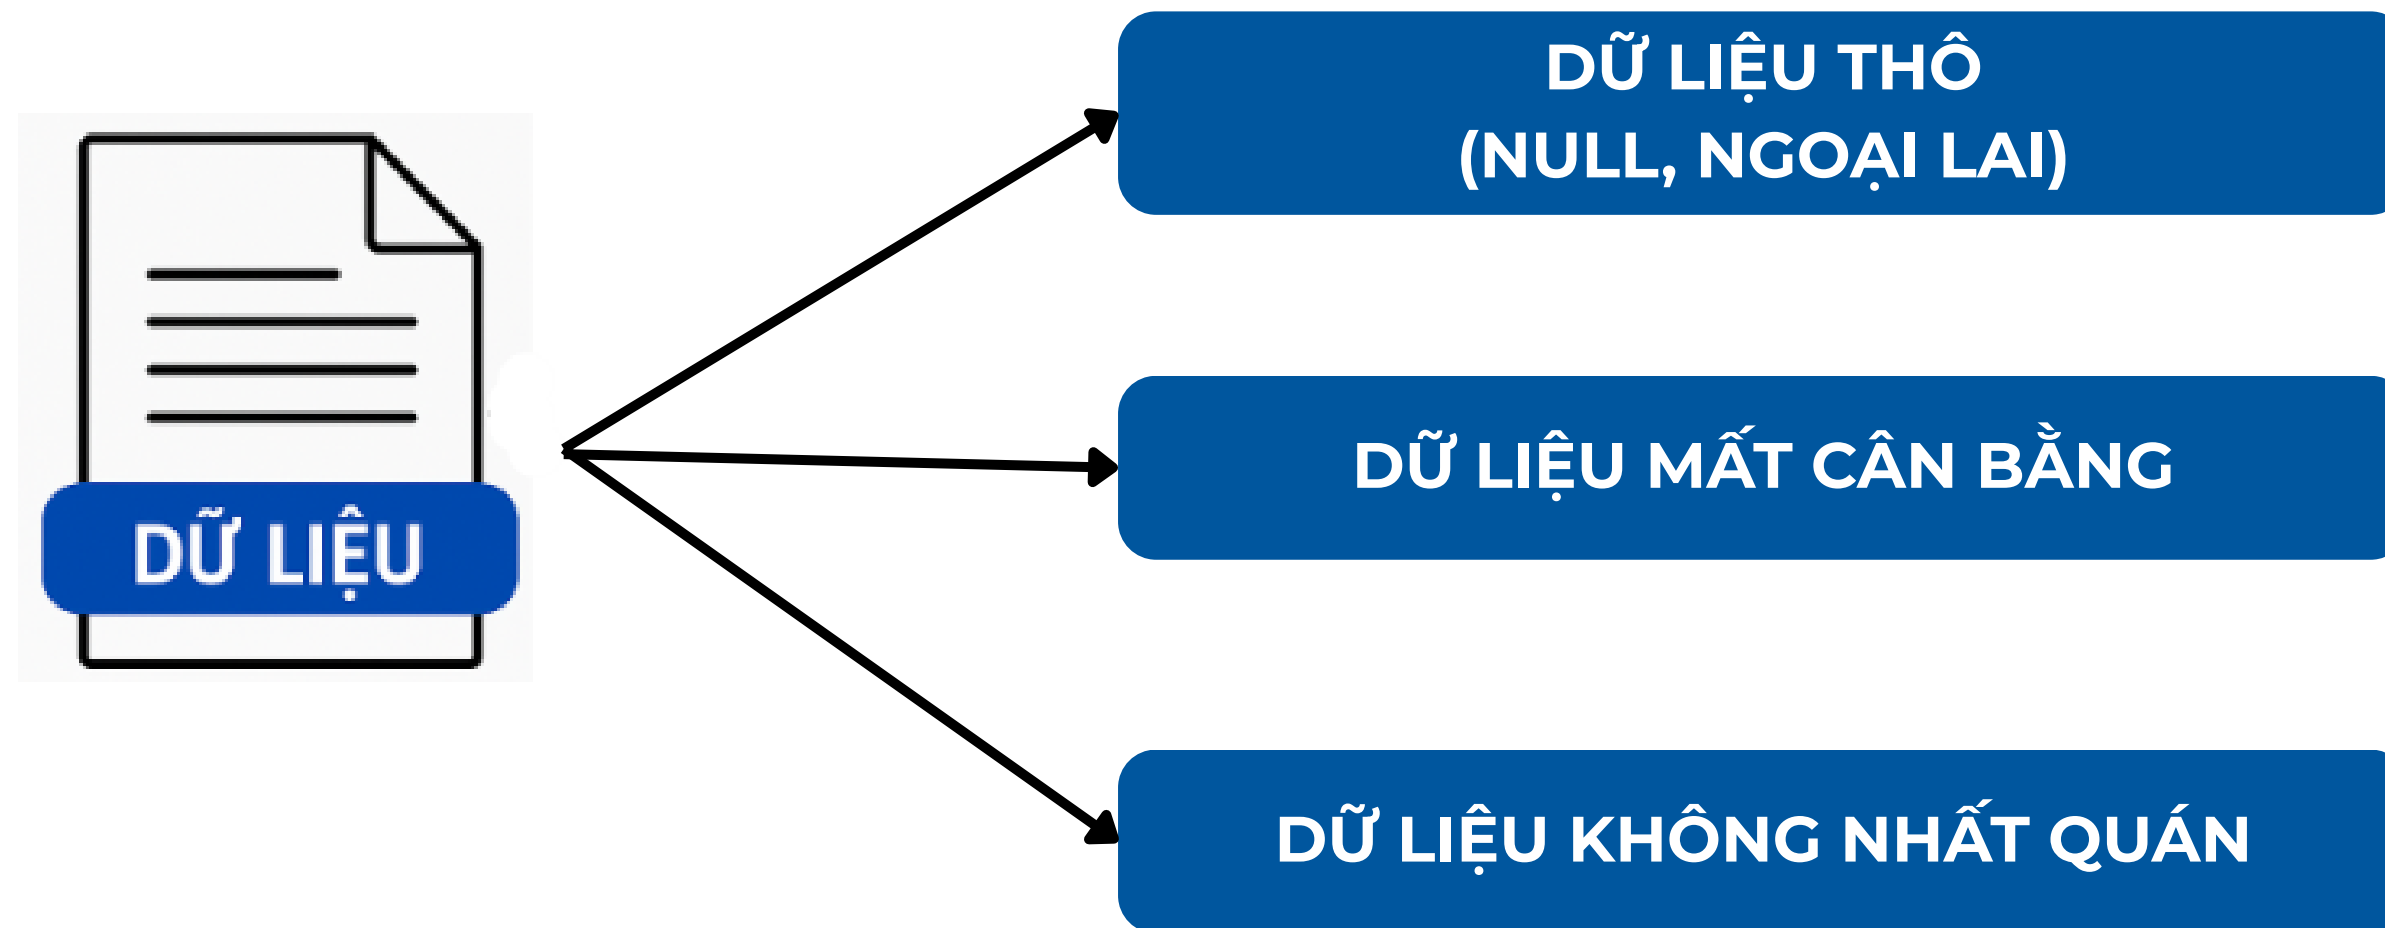 DỮ LIỆU THÔ
(NULL, NGOẠI LAI)
DỮ LIỆU MẤT CÂN BẰNG
DỮ LIỆU
DỮ LIỆU KHÔNG NHẤT QUÁN